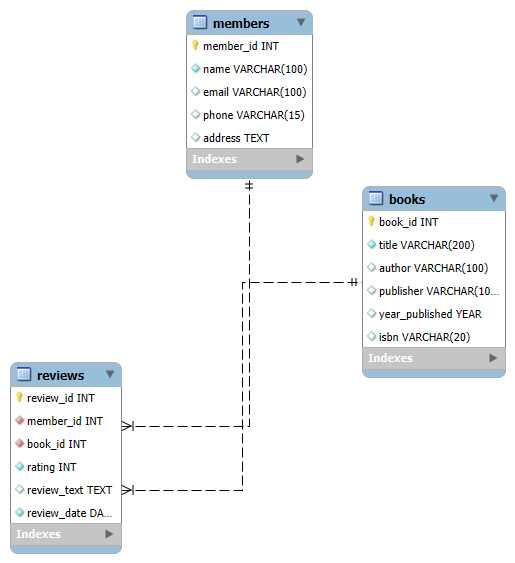 members
member_id INT
name VARCHAR(100)
email VARCHAR(100)
phone VARCHAR(15)
address TEXT
Indexes
books
book_id INT
title VARCHAR(200)
author VARCHAR(100)
publisher VARCHAR(10...
year_published YEAR
isbn VARCHAR(20)
Indexes
reviews
review_id INT
member_id INT
book_id INT
rating INT
review_text TEXT
review_date DA...
Indexes